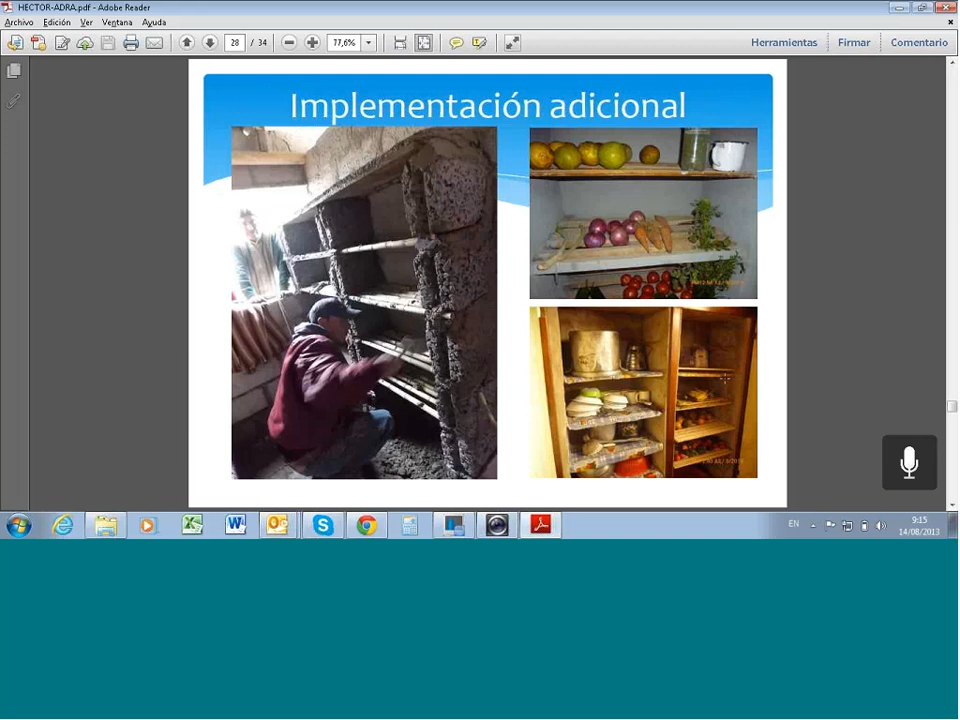 HECTOR-ADRA.pdf - Adobe Reader
Archivo Edición Ver Ventana Ayuda
28 / 34 77,6% Herramientas Firmar Comentario
Implementación adicional
EN
9:15
14/08/2013